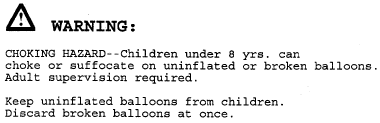 WARNING:
CHOKING HAZARD--Children under 8 yrs. can
choke or suffocate on uninflated or broken balloons.
Adult supervision required.
Keep uninflated balloons from children.
Discard broken balloons at once.